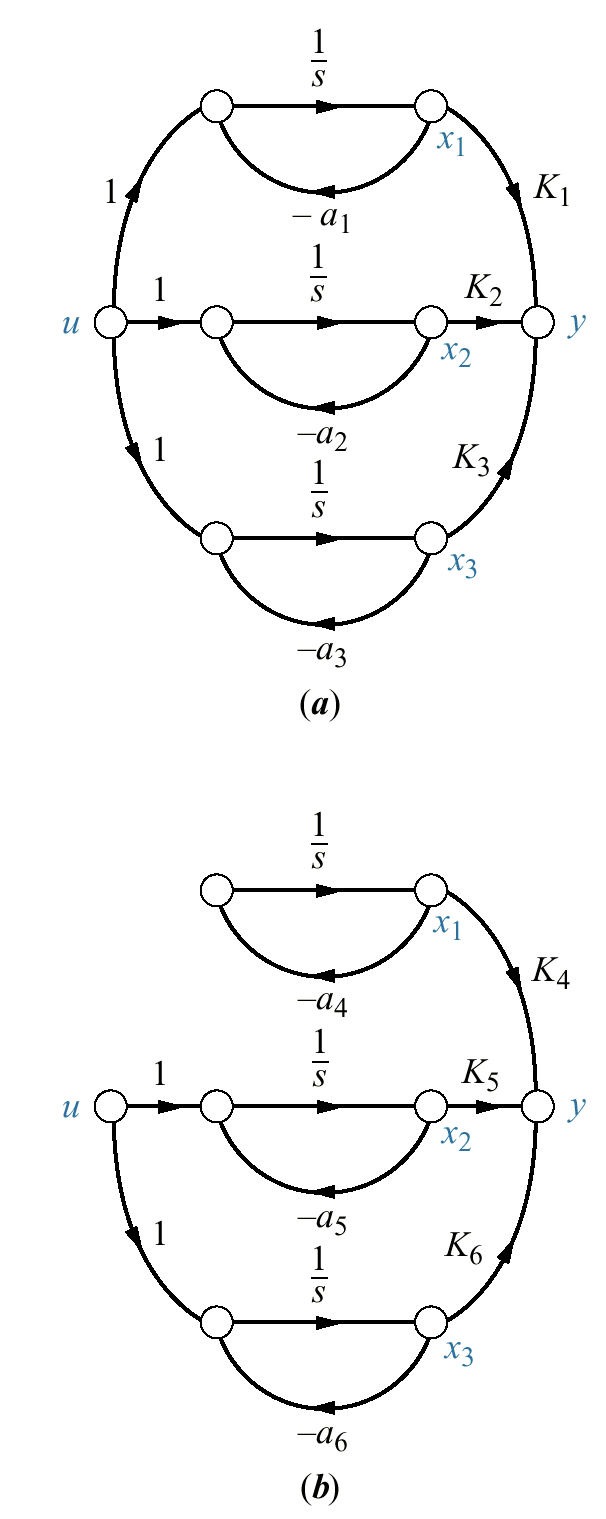 1/s
x₁
1
K₁
– a₁
1/s
1
K₂
u
y
x₂
–a₂
1
K₃
1/s
x₃
–a₃
(a)
1/s
x₁
K₄
–a₄
1/s
1
K₅
u
y
x₂
–a₅
1
K₆
1/s
x₃
–a₆
(b)